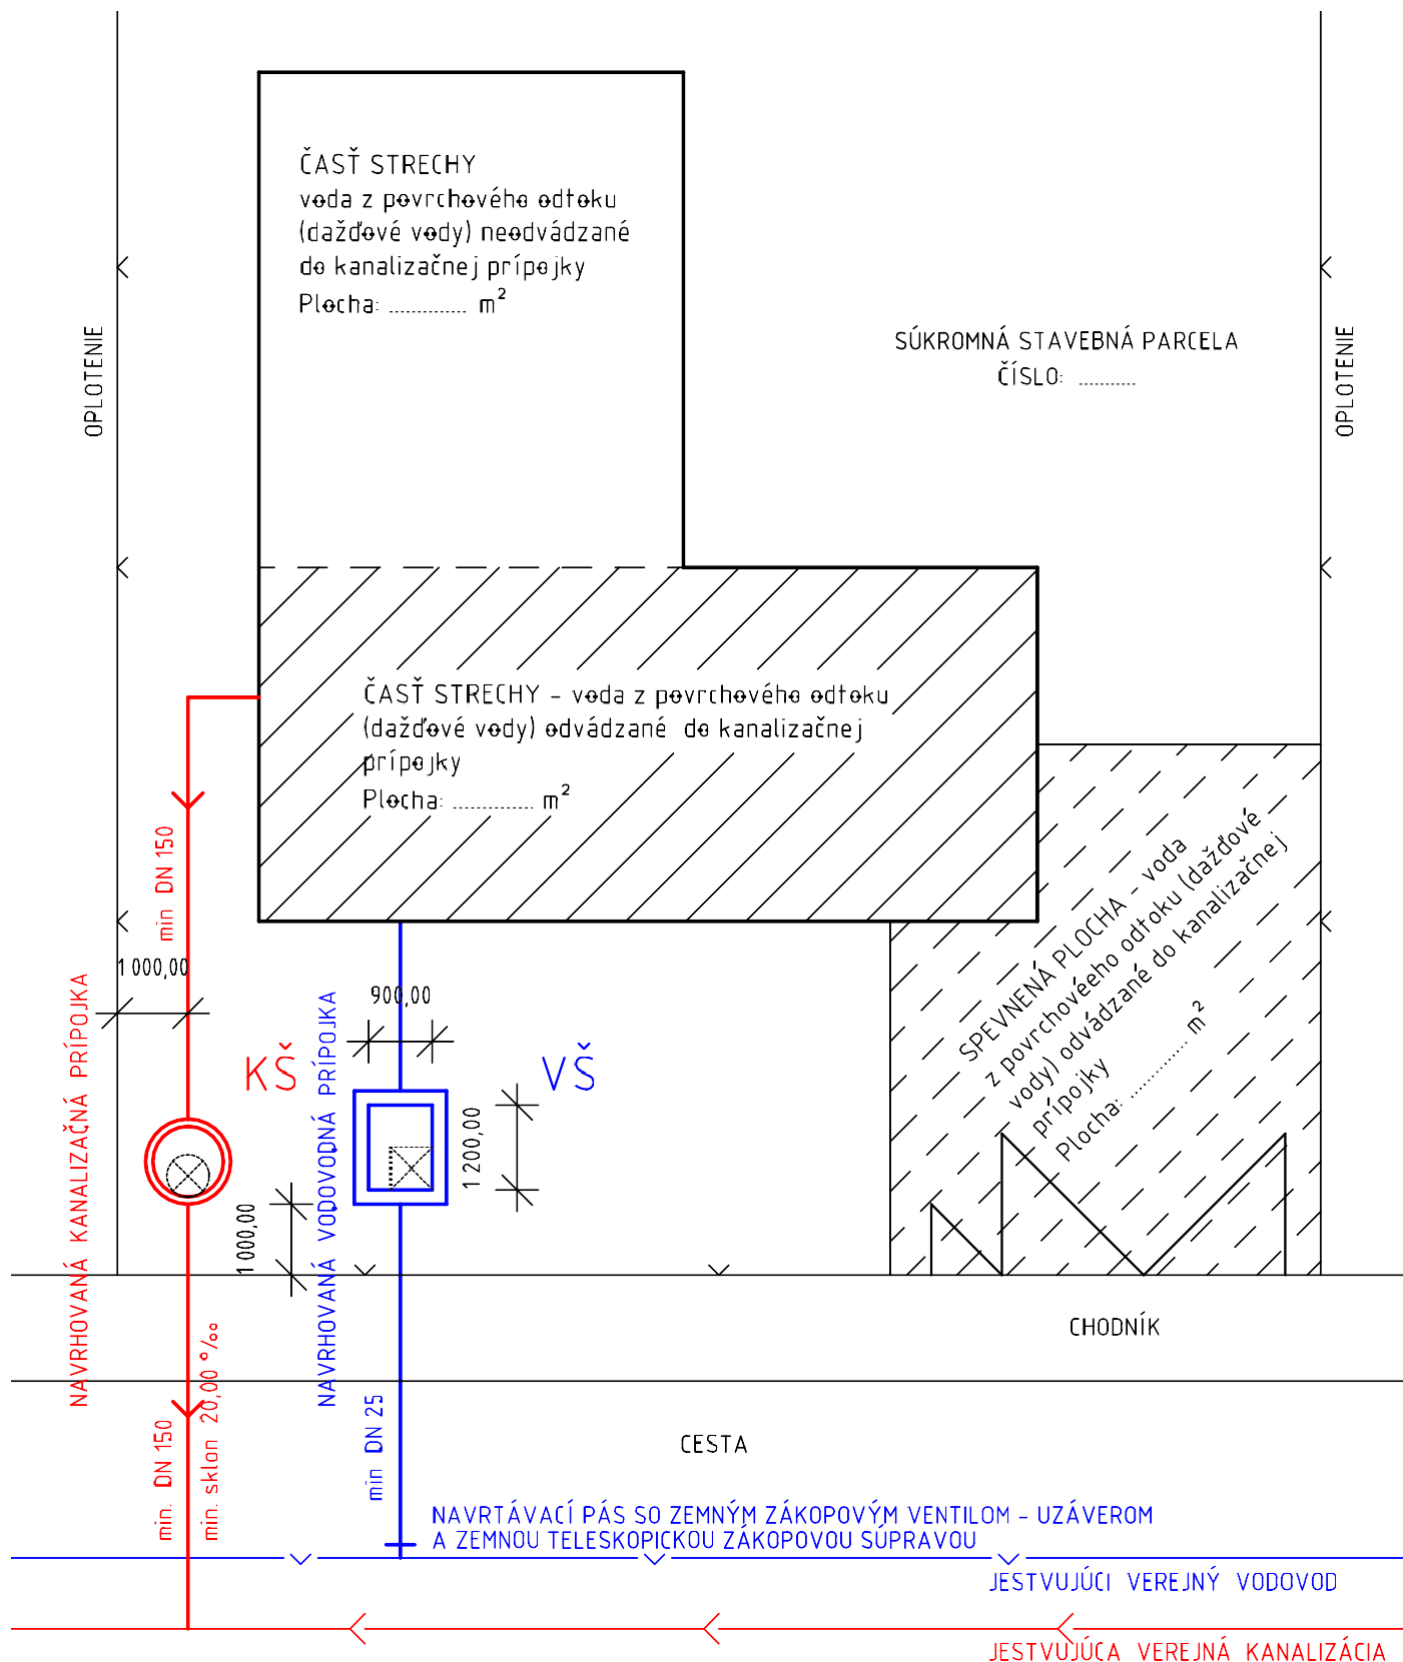 ČASŤ STRECHY
voda z povrchového odtoku
(dažďové vody) neodvádzané
do kanalizačnej prípojky
Plocha: ............. m²
SÚKROMNÁ STAVEBNÁ PARCELA
ČÍSLO: ..........
OPLOTENIE
OPLOTENIE
ČASŤ STRECHY - voda z povrchového odtoku
(dažďové vody) odvádzané do kanalizačnej
prípojky
Plocha: ............. m²
SPEVNENÁ PLOCHA - voda
z povrchovéeho odtoku (dažďové
vody) odvádzané do kanalizačnej
prípojky
Plocha: ............. m²
min DN 150
1 000,00
NAVRHOVANÁ KANALIZAČNÁ PRÍPOJKA
KŠ
900,00
NAVRHOVANÁ VODOVODNÁ PRÍPOJKA
VŠ
1 200,00
1 000,00
CHODNÍK
min. DN 150
min. sklon 20,00 °/oo
min DN 25
CESTA
NAVRTÁVACÍ PÁS SO ZEMNÝM ZÁKOPOVÝM VENTILOM - UZÁVEROM
A ZEMNOU TELESKOPICKOU ZÁKOPOVOU SÚPRAVOU
JESTVUJÚCI VEREJNÝ VODOVOD
JESTVUJÚCA VEREJNÁ KANALIZÁCIA